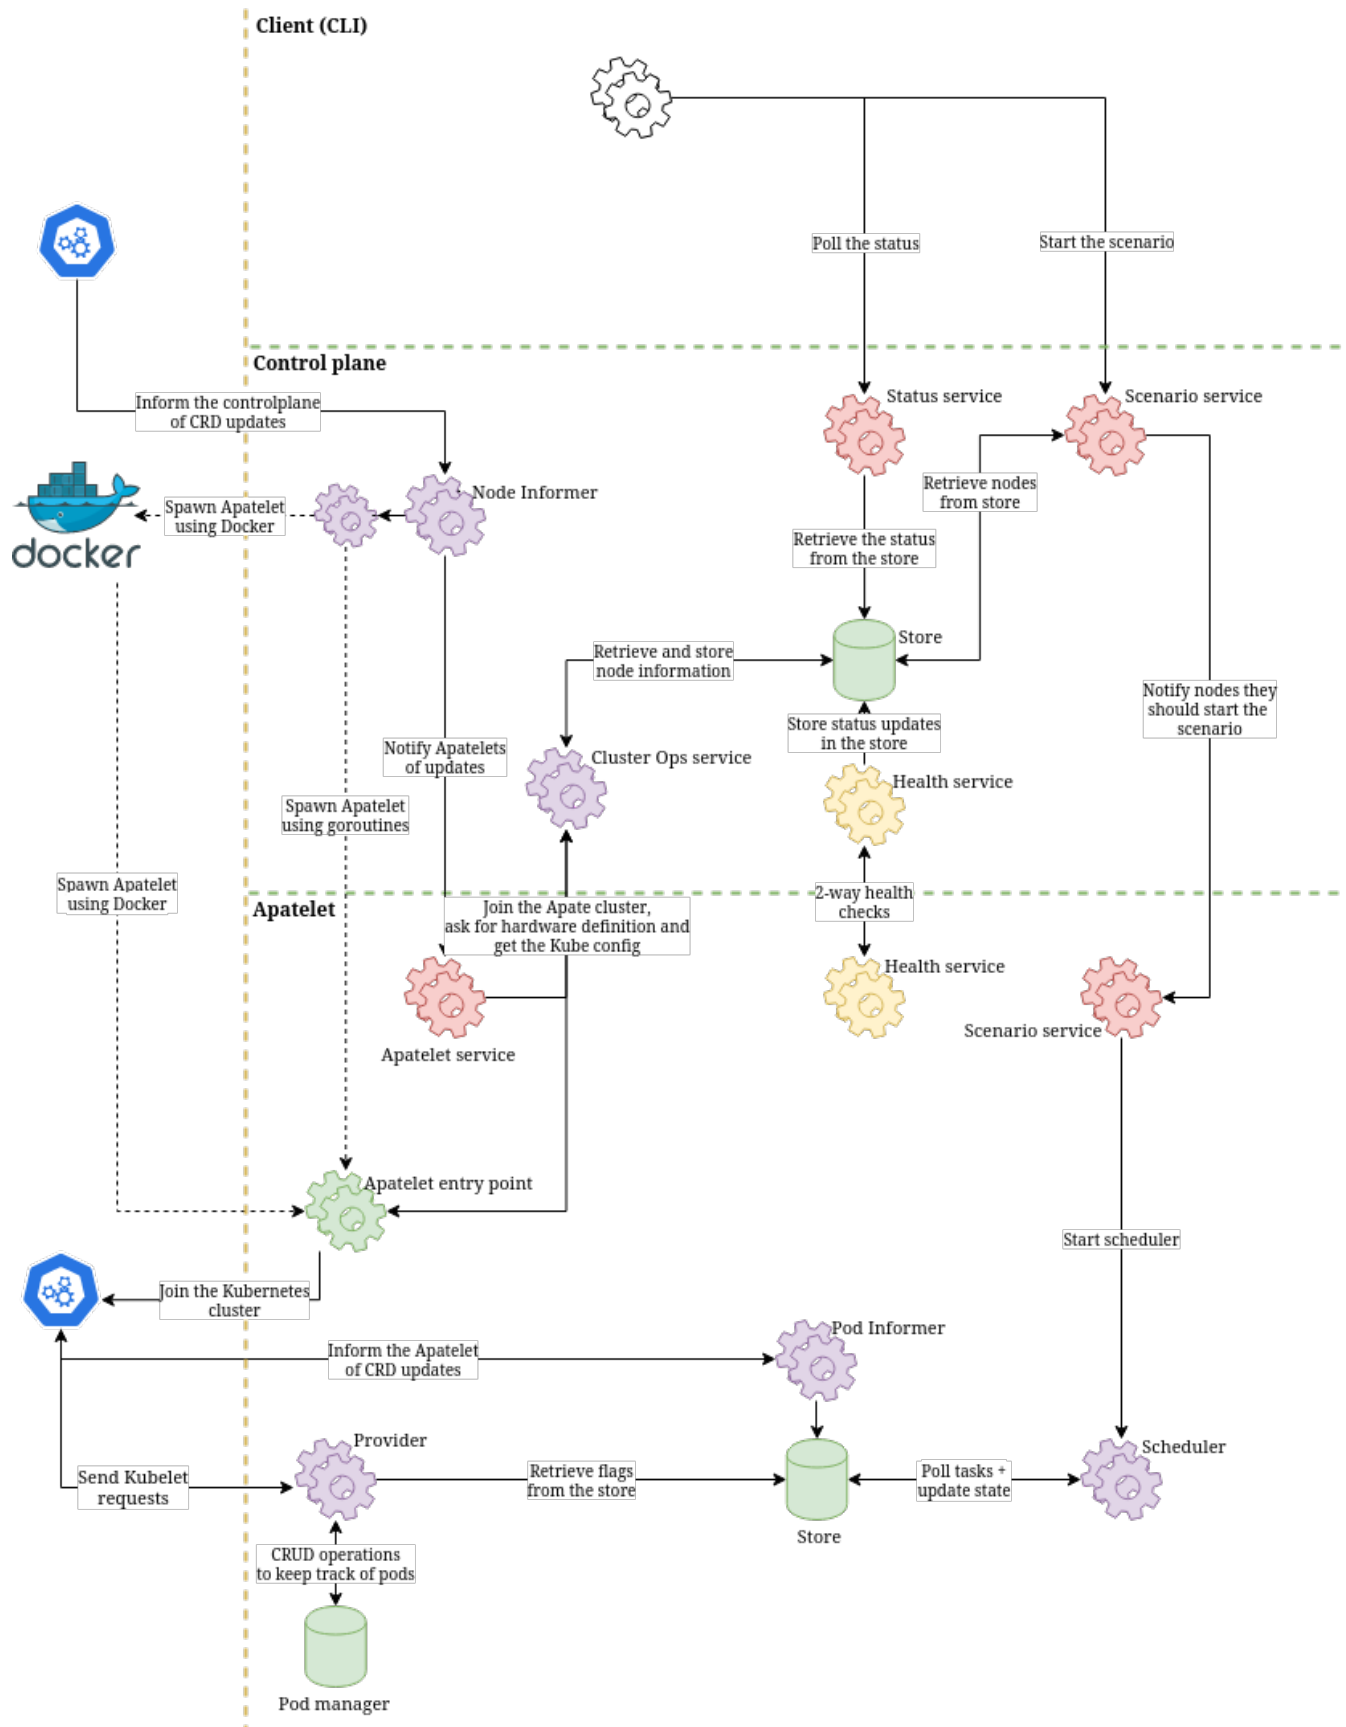 Client (CLI)
Poll the status
Start the scenario
Control plane
Inform the controlplane
of CRD updates
Status service
Scenario service
Spawn Apatelet
using Docker
docker
Node Informer
Retrieve nodes
from store
Retrieve the status
from the store
Store
Retrieve and store
node information
Notify nodes they
should start the
scenario
Store status updates
in the store
Notify Apatelets
of updates
Cluster Ops service
Health service
Spawn Apatelet
using goroutines
Spawn Apatelet
using Docker
2-way health
checks
Apatelet
Join the Apate cluster,
ask for hardware definition and
get the Kube config
Health service
Scenario service
Apatelet service
Apatelet entry point
Start scheduler
Join the Kubernetes
cluster
Pod Informer
Inform the Apatelet
of CRD updates
Provider
Scheduler
Send Kubelet
requests
Retrieve flags
from the store
Poll tasks +
update state
Store
CRUD operations
to keep track of pods
Pod manager